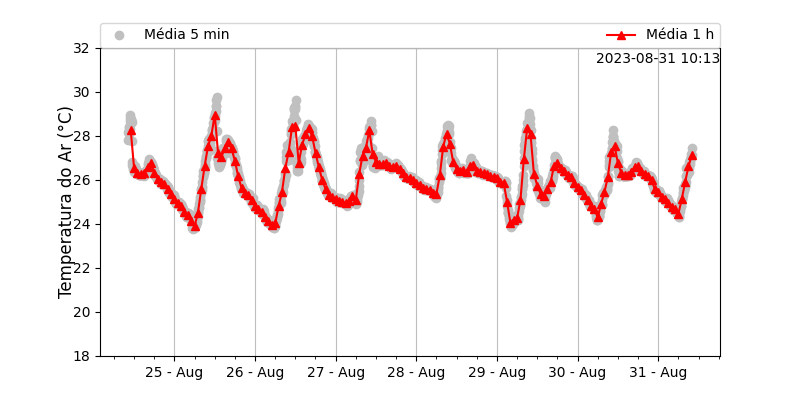 Média 5 min
Média 1 h
2023-08-31 10:13
Temperatura do Ar (°C)
32
30
28
26
24
22
20
18
25 - Aug
26 - Aug
27 - Aug
28 - Aug
29 - Aug
30 - Aug
31 - Aug